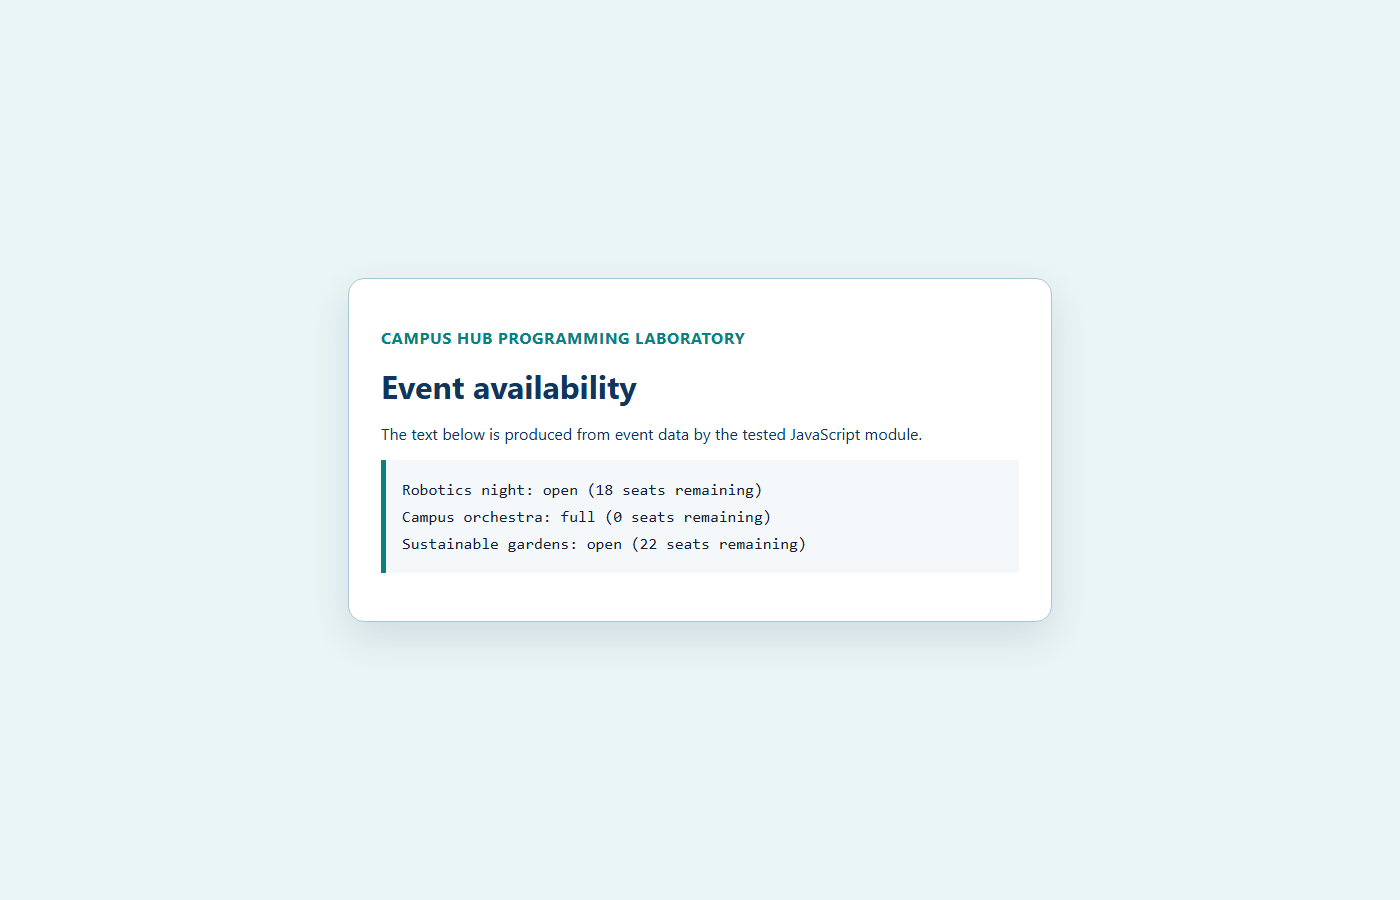 CAMPUS HUB PROGRAMMING LABORATORY
Event availability
The text below is produced from event data by the tested JavaScript module.
Robotics night: open (18 seats remaining)
Campus orchestra: full (0 seats remaining)
Sustainable gardens: open (22 seats remaining)